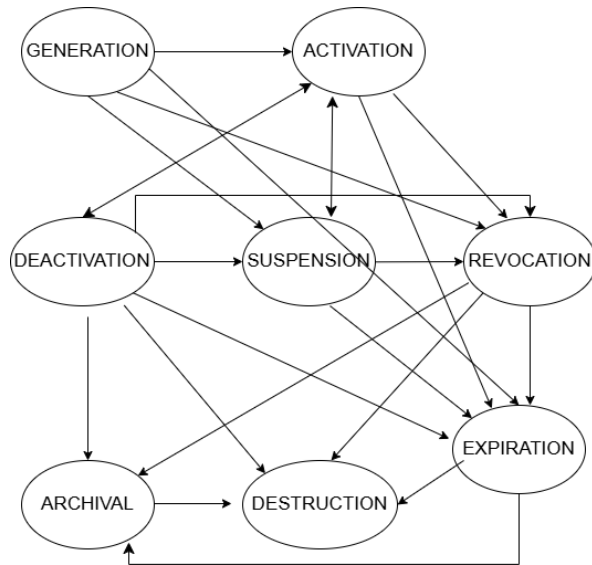 GENERATION
ACTIVATION
DEACTIVATION
SUSPENSION
REVOCATION
EXPIRATION
ARCHIVAL
DESTRUCTION